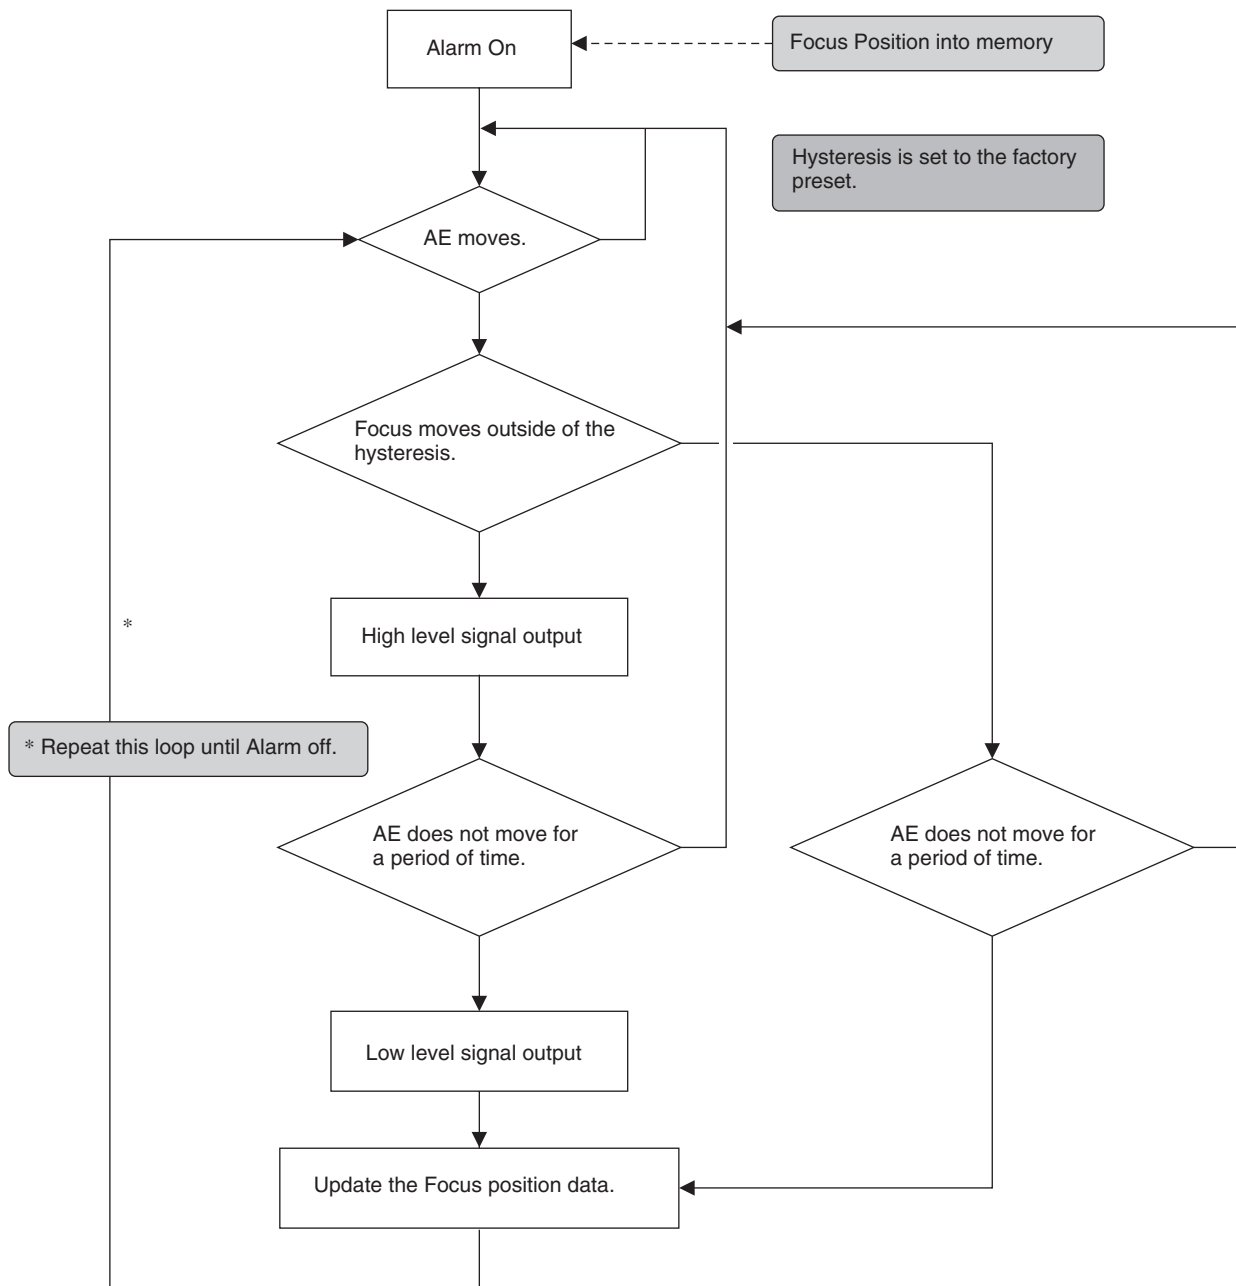 Alarm On
Focus Position into memory
Hysteresis is set to the factory
preset.
AE moves.
Focus moves outside of the
hysteresis.
High level signal output
*
* Repeat this loop until Alarm off.
AE does not move for
a period of time.
AE does not move for
a period of time.
Low level signal output
Update the Focus position data.